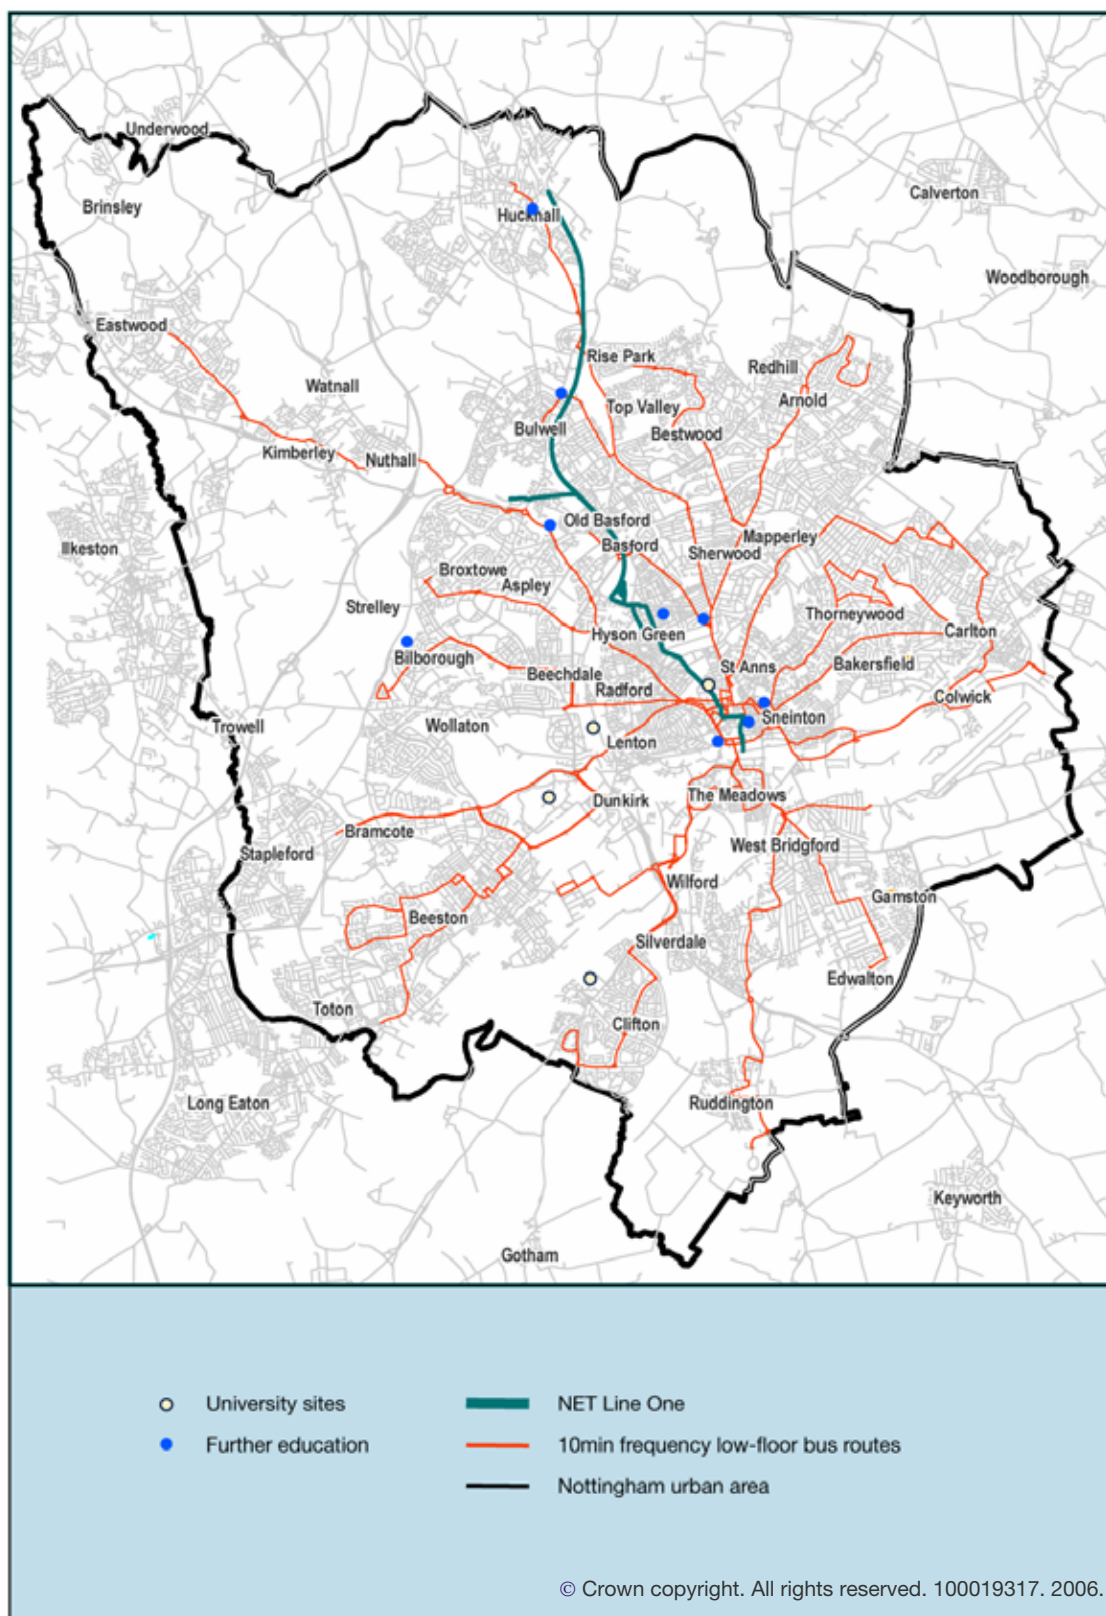 Underwood
Brinsley
Calverton
Hucknall
Woodborough
Eastwood
Rise Park
Redhill
Watnall
Arnold
Top Valley
Bulwell
Bestwood
Kimberley
Nuthall
Old Basford
Mapperley
Ilkeston
Basford
Sherwood
Broxtowe
Aspley
Strelley
Thorneywood
Hyson Green
Carlton
Bilborough
St Anns
Bakersfield
Beechdale
Radford
Colwick
Trowell
Wollaton
Sneinton
Lenton
The Meadows
Dunkirk
Bramcote
West Bridgford
Stapleford
Wilford
Gamston
Beeston
Silverdale
Edwalton
Toton
Clifton
Long Eaton
Ruddington
Keyworth
Gotham
University sites
NET Line One
Further education
10min frequency low-floor bus routes
Nottingham urban area
© Crown copyright. All rights reserved. 100019317. 2006.